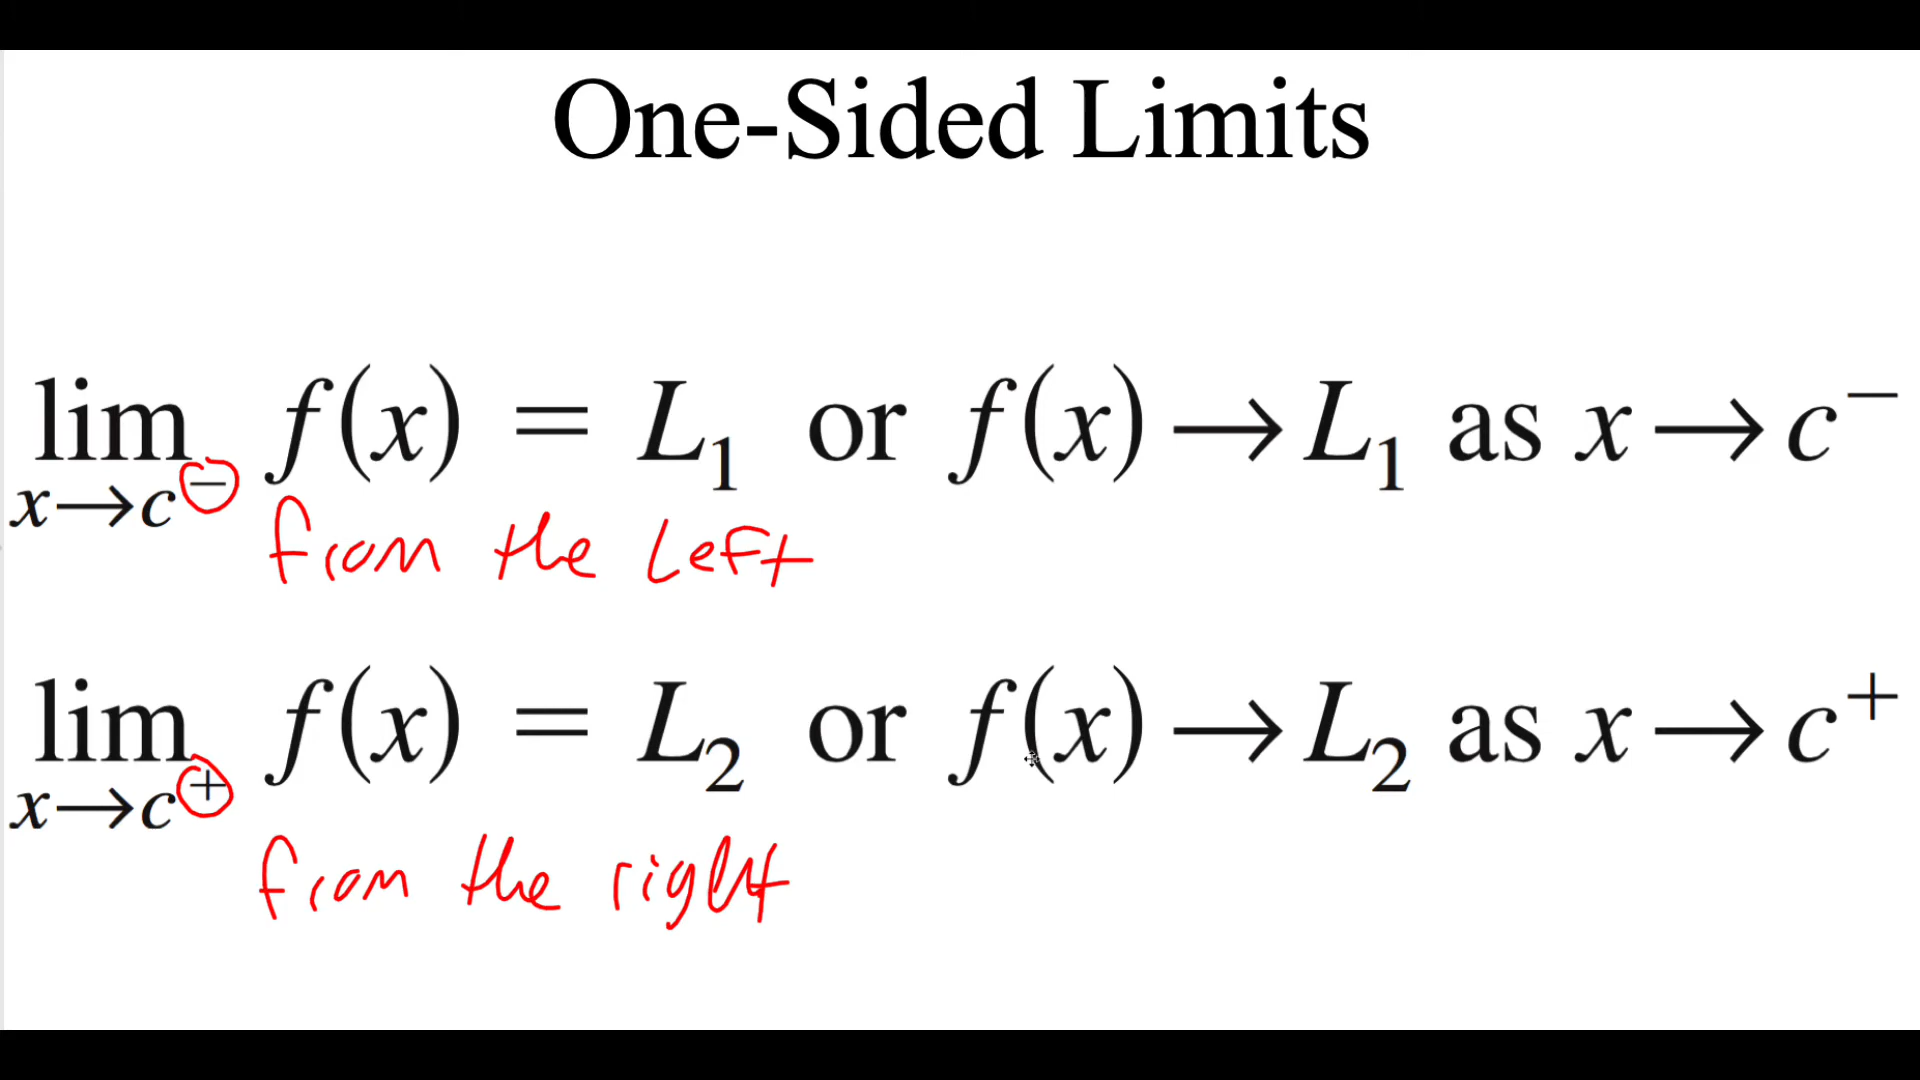 One-Sided Limits
lim f(x) = L₁ or f(x) → L₁ as x → c⁻
x→c⁻
from the Left
lim f(x) = L₂ or f(x) → L₂ as x → c⁺
x→c⁺
from the right